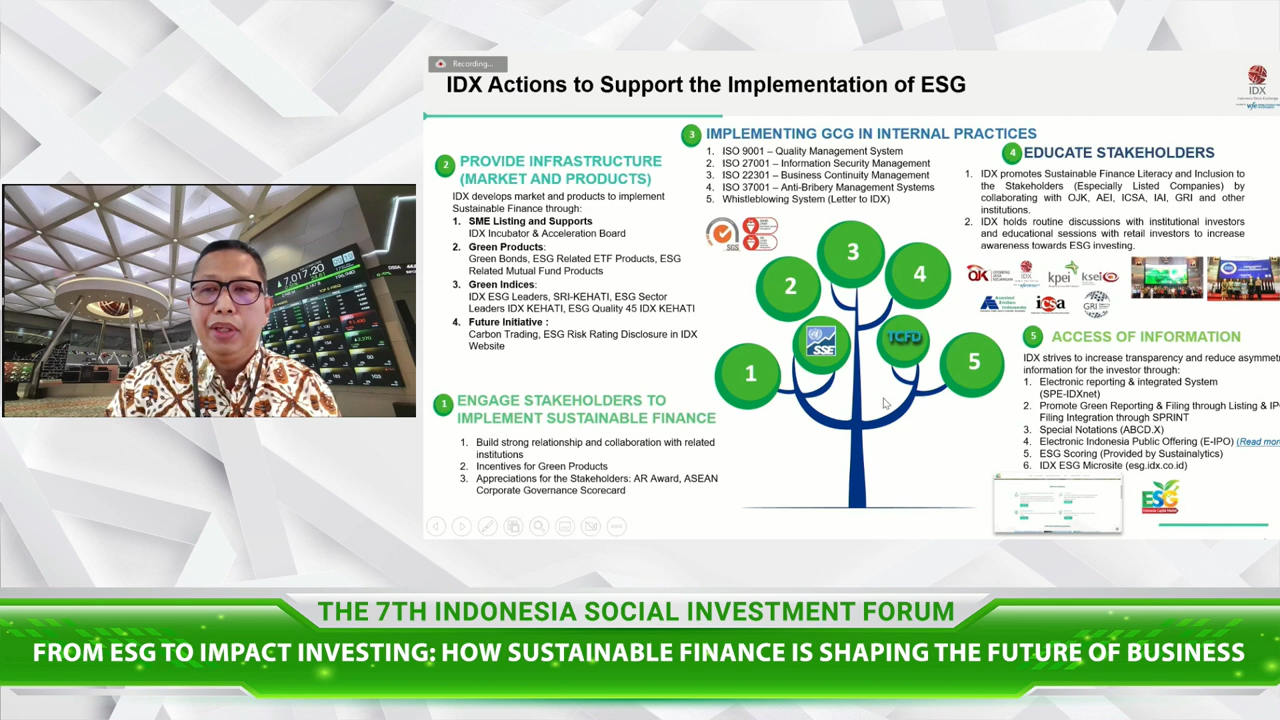 Recording...
IDX Actions to Support the Implementation of ESG
IDX
7,017.20
2 PROVIDE INFRASTRUCTURE
(MARKET AND PRODUCTS)
IDX develops market and products to implement
Sustainable Finance through:
1. SME Listing and Supports
IDX Incubator & Acceleration Board
2. Green Products:
Green Bonds, ESG Related ETF Products, ESG
Related Mutual Fund Products
3. Green Indices:
IDX ESG Leaders, SRI-KEHATI, ESG Sector
Leaders IDX KEHATI, ESG Quality 45 IDX KEHATI
4. Future Initiative :
Carbon Trading, ESG Risk Rating Disclosure in IDX
Website
1 ENGAGE STAKEHOLDERS TO
IMPLEMENT SUSTAINABLE FINANCE
1. Build strong relationship and collaboration with related
institutions
2. Incentives for Green Products
3. Appreciations for the Stakeholders: AR Award, ASEAN
Corporate Governance Scorecard
3 IMPLEMENTING GCG IN INTERNAL PRACTICES
1. ISO 9001 – Quality Management System
2. ISO 27001 – Information Security Management
3. ISO 22301 – Business Continuity Management
4. ISO 37001 – Anti-Bribery Management Systems
5. Whistleblowing System (Letter to IDX)
SGS
3
2
4
SSE
TCFD
1
5
4 EDUCATE STAKEHOLDERS
1. IDX promotes Sustainable Finance Literacy and Inclusion to
the Stakeholders (Especially Listed Companies) by
collaborating with OJK, AEI, ICSA, IAI, GRI and other
institutions.
2. IDX holds routine discussions with institutional investors
and educational sessions with retail investors to increase
awareness towards ESG investing.
IDX
kpei
ksei
icsa
GRI
5 ACCESS OF INFORMATION
IDX strives to increase transparency and reduce asymmet
information for the investor through:
1. Electronic reporting & integrated System
(SPE-IDXnet)
2. Promote Green Reporting & Filing through Listing & IP
Filing Integration through SPRINT
3. Special Notations (ABCD.X)
4. Electronic Indonesia Public Offering (E-IPO) (Read mor
5. ESG Scoring (Provided by Sustainalytics)
6. IDX ESG Microsite (esg.idx.co.id)
ESG
THE 7TH INDONESIA SOCIAL INVESTMENT FORUM
FROM ESG TO IMPACT INVESTING: HOW SUSTAINABLE FINANCE IS SHAPING THE FUTURE OF BUSINESS